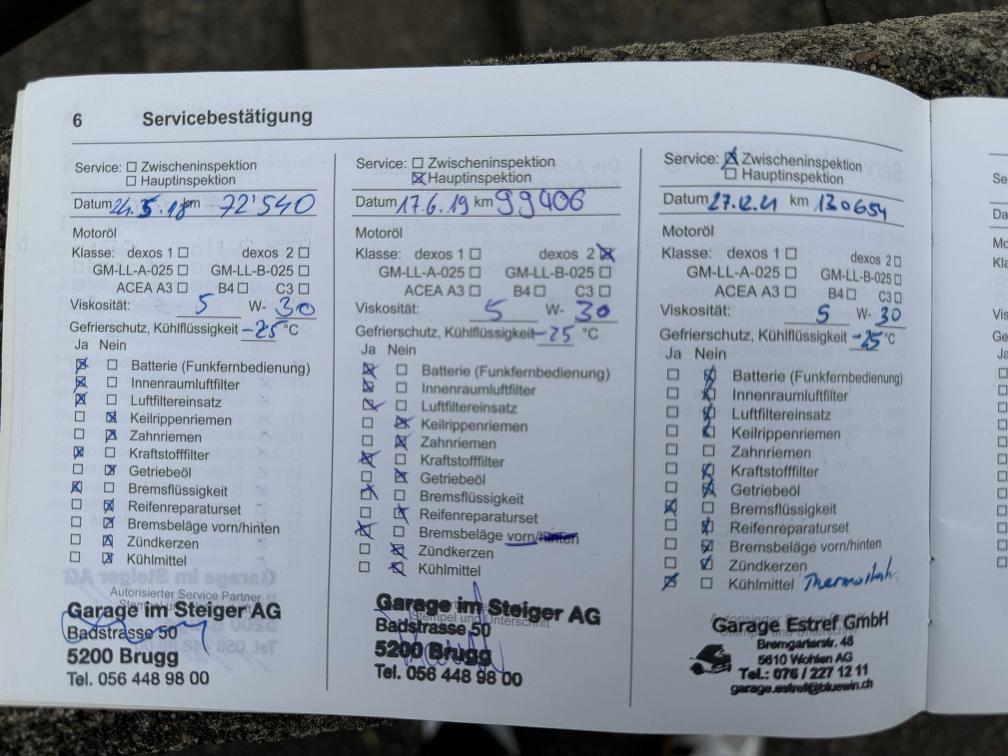 6 Servicebestätigung
Service: ☐ Zwischeninspektion
☐ Hauptinspektion
Datum 24.5.18 km 72'540
Motoröl
Klasse: dexos 1 ☐ dexos 2 ☐
GM-LL-A-025 ☐ GM-LL-B-025 ☐
ACEA A3 ☐ B4 ☐ C3 ☐
Viskosität: 5 W- 30
Gefrierschutz, Kühlflüssigkeit -25 °C
Ja Nein
☒ ☐ Batterie (Funkfernbedienung)
☒ ☐ Innenraumluftfilter
☒ ☐ Luftfiltereinsatz
☐ ☒ Keilrippenriemen
☐ ☒ Zahnriemen
☒ ☐ Kraftstofffilter
☐ ☒ Getriebeöl
☒ ☐ Bremsflüssigkeit
☐ ☒ Reifenreparaturset
☐ ☒ Bremsbeläge vorn/hinten
☐ ☒ Zündkerzen
☐ ☒ Kühlmittel
Autorisierter Service Partner
Garage im Steiger AG
Badstrasse 50
5200 Brugg
Tel. 056 448 98 00
Service: ☐ Zwischeninspektion
☒ Hauptinspektion
Datum 17.6.19 km 99406
Motoröl
Klasse: dexos 1 ☐ dexos 2 ☒
GM-LL-A-025 ☐ GM-LL-B-025 ☐
ACEA A3 ☐ B4 ☐ C3 ☐
Viskosität: 5 W- 30
Gefrierschutz, Kühlflüssigkeit -25 °C
Ja Nein
☒ ☐ Batterie (Funkfernbedienung)
☒ ☐ Innenraumluftfilter
☒ ☐ Luftfiltereinsatz
☐ ☒ Keilrippenriemen
☐ ☒ Zahnriemen
☒ ☐ Kraftstofffilter
☐ ☒ Getriebeöl
☒ ☐ Bremsflüssigkeit
☐ ☒ Reifenreparaturset
☒ ☐ Bremsbeläge vorn/hinten
☐ ☒ Zündkerzen
☐ ☒ Kühlmittel
Garage im Steiger AG
Stempel und Unterschrift
Badstrasse 50
5200 Brugg
Tel. 056 448 98 00
Service: ☒ Zwischeninspektion
☐ Hauptinspektion
Datum 27.12.21 km 130654
Motoröl
Klasse: dexos 1 ☐ dexos 2 ☐
GM-LL-A-025 ☐ GM-LL-B-025 ☐
ACEA A3 ☐ B4 ☐ C3 ☐
Viskosität: 5 W- 30
Gefrierschutz, Kühlflüssigkeit -25 °C
Ja Nein
☐ ☒ Batterie (Funkfernbedienung)
☐ ☒ Innenraumluftfilter
☐ ☒ Luftfiltereinsatz
☐ ☒ Keilrippenriemen
☐ ☐ Zahnriemen
☐ ☒ Kraftstofffilter
☐ ☒ Getriebeöl
☒ ☐ Bremsflüssigkeit
☐ ☒ Reifenreparaturset
☐ ☒ Bremsbeläge vorn/hinten
☐ ☒ Zündkerzen
☒ ☐ Kühlmittel
Garage Estref GmbH
Bremgarterstr. 48
5610 Wohlen AG
Tel.: 076 / 227 12 11
garage.estref@bluewin.ch